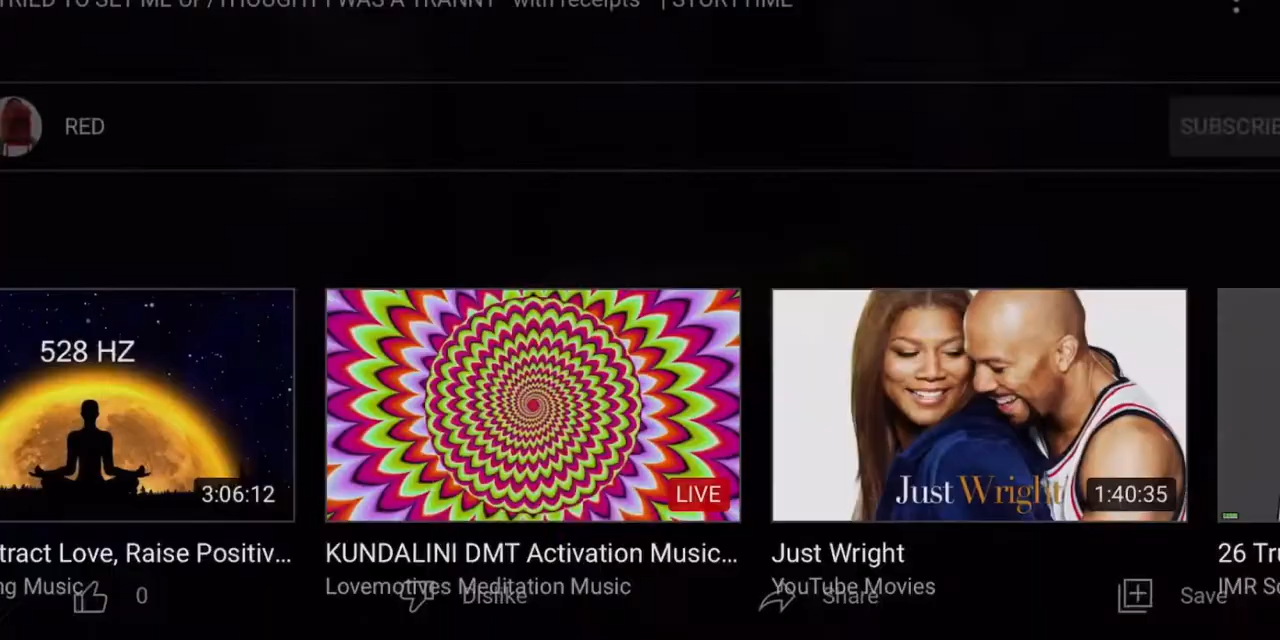 TRIED TO SET ME UP/THOUGHT I WAS A TRANNY "with receipts" | STORYTIME
RED
SUBSCRIBE
528 HZ
3:06:12
LIVE
Just Wright
1:40:35
tract Love, Raise Positiv...
KUNDALINI DMT Activation Music...
Just Wright
26 Tr
ng Music
Lovemotives Meditation Music
YouTube Movies
JMR
0
Dislike
Share
Save